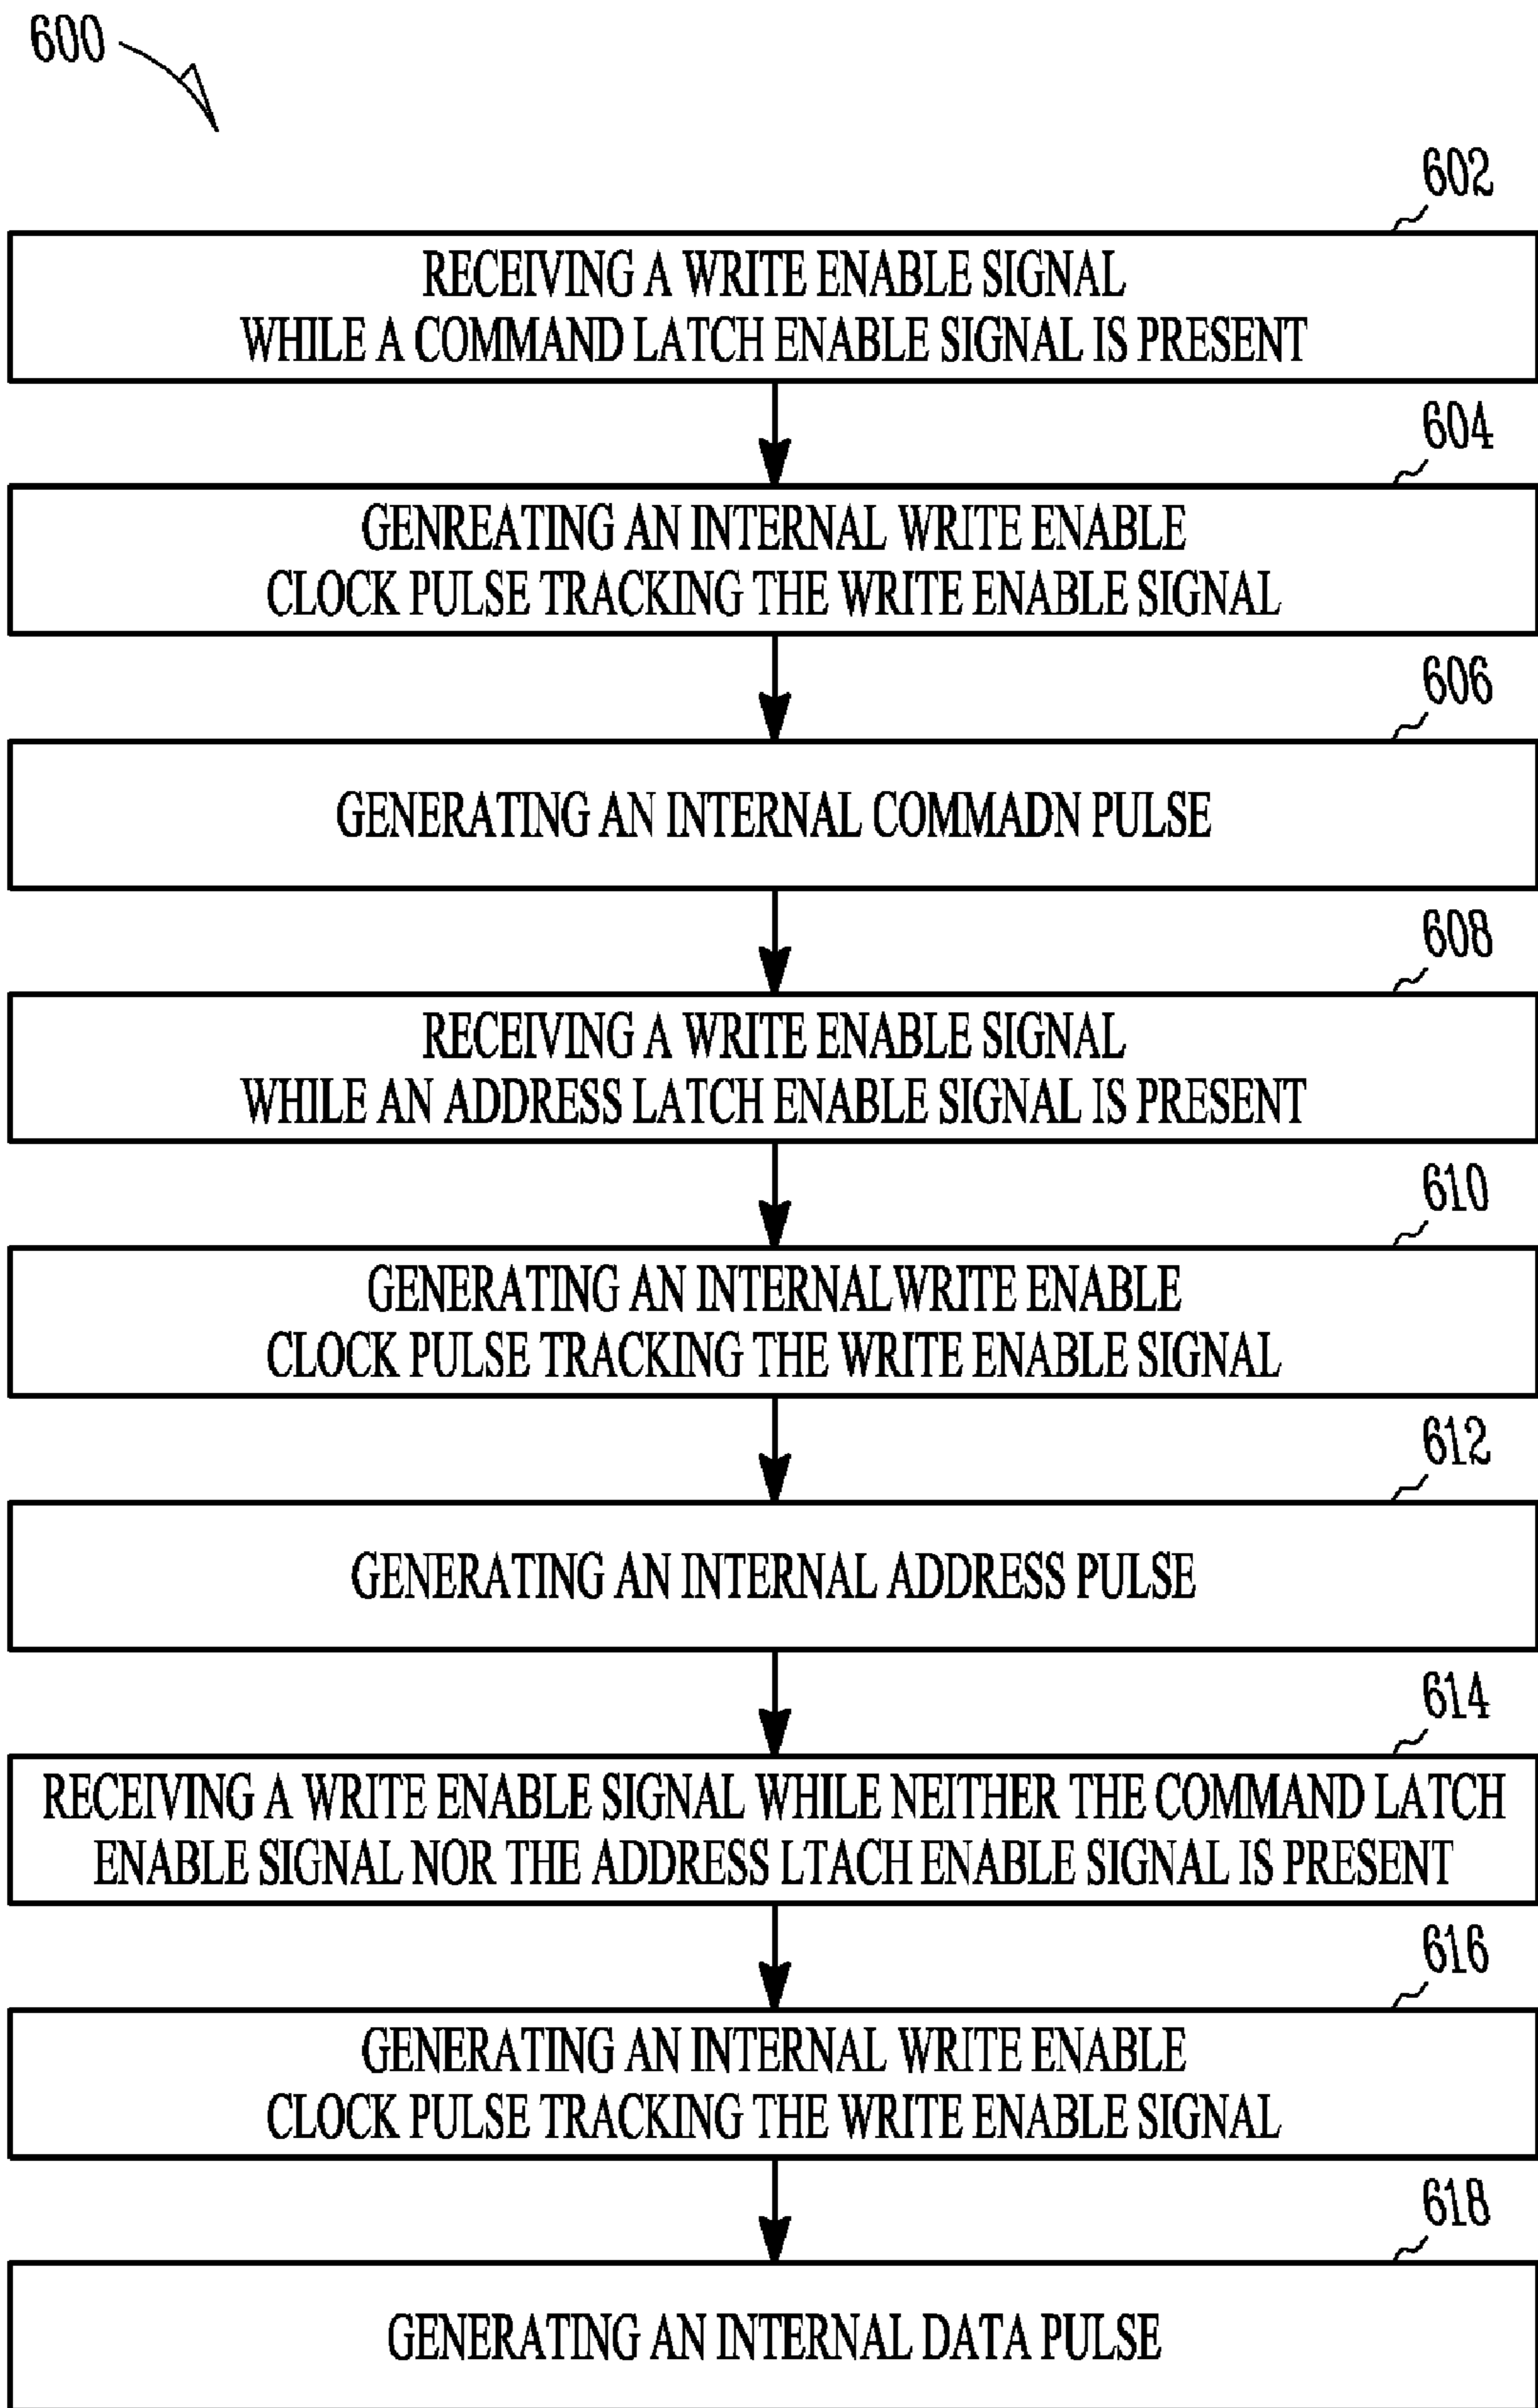 600
602
RECEIVING A WRITE ENABLE SIGNAL
WHILE A COMMAND LATCH ENABLE SIGNAL IS PRESENT
604
GENREATING AN INTERNAL WRITE ENABLE
CLOCK PULSE TRACKING THE WRITE ENABLE SIGNAL
606
GENERATING AN INTERNAL COMMADN PULSE
608
RECEIVING A WRITE ENABLE SIGNAL
WHILE AN ADDRESS LATCH ENABLE SIGNAL IS PRESENT
610
GENERATING AN INTERNAL WRITE ENABLE
CLOCK PULSE TRACKING THE WRITE ENABLE SIGNAL
612
GENERATING AN INTERNAL ADDRESS PULSE
614
RECEIVING A WRITE ENABLE SIGNAL WHILE NEITHER THE COMMAND LATCH
ENABLE SIGNAL NOR THE ADDRESS LTACH ENABLE SIGNAL IS PRESENT
616
GENERATING AN INTERNAL WRITE ENABLE
CLOCK PULSE TRACKING THE WRITE ENABLE SIGNAL
618
GENERATING AN INTERNAL DATA PULSE